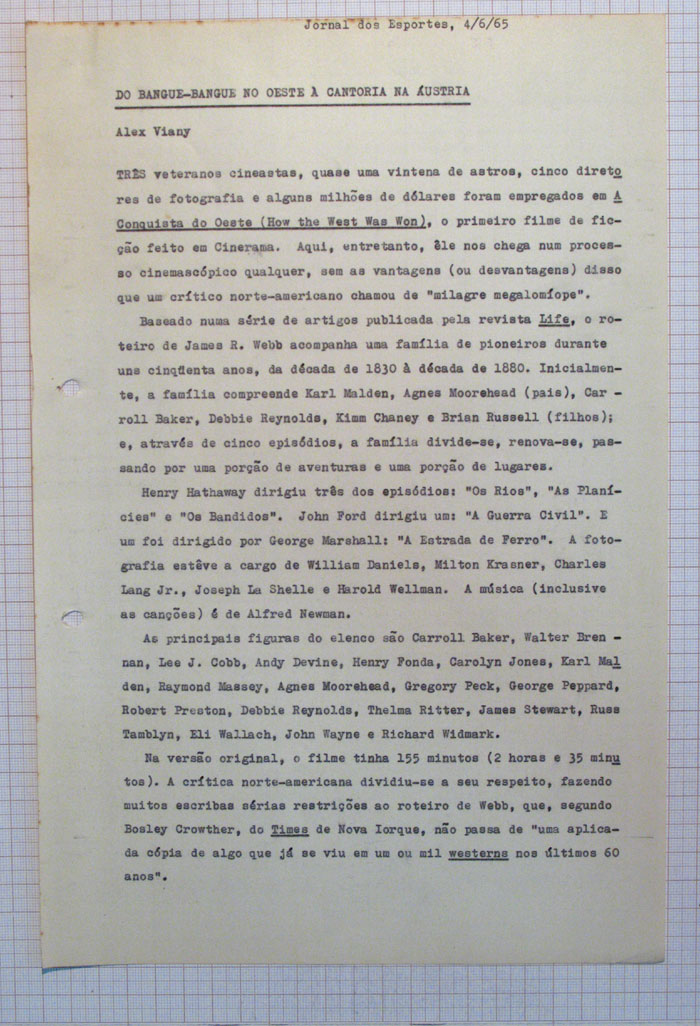 Jornal dos Esportes, 4/6/65
DO BANGUE-BANGUE NO OESTE À CANTORIA NA ÁUSTRIA
Alex Viany
TRÊS veteranos cineastas, quase uma vintena de astros, cinco direto
res de fotografia e alguns milhões de dólares foram empregados em A
Conquista do Oeste (How the West Was Won), o primeiro filme de fic-
ção feito em Cinerama. Aqui, entretanto, êle nos chega num proces-
so cinemascópico qualquer, sem as vantagens (ou desvantagens) disso
que um crítico norte-americano chamou de "milagre megalomíope".
Baseado numa série de artigos publicada pela revista Life, o ro-
teiro de James R. Webb acompanha uma família de pioneiros durante
uns cinqüenta anos, da década de 1830 à década de 1880. Inicialmen-
te, a família compreende Karl Malden, Agnes Moorehead (pais), Car -
roll Baker, Debbie Reynolds, Kimm Chaney e Brian Russell (filhos);
e, através de cinco episódios, a família divide-se, renova-se, pas-
sando por uma porção de aventuras e uma porção de lugares.
Henry Hathaway dirigiu três dos episódios: "Os Rios", "As Planí-
cies" e "Os Bandidos". John Ford dirigiu um: "A Guerra Civil". E
um foi dirigido por George Marshall: "A Estrada de Ferro". A foto-
grafia estêve a cargo de William Daniels, Milton Krasner, Charles
Lang Jr., Joseph La Shelle e Harold Wellman. A música (inclusive
as canções) é de Alfred Newman.
As principais figuras do elenco são Carroll Baker, Walter Bren -
nan, Lee J. Cobb, Andy Devine, Henry Fonda, Carolyn Jones, Karl Mal
den, Raymond Massey, Agnes Moorehead, Gregory Peck, George Peppard,
Robert Preston, Debbie Reynolds, Thelma Ritter, James Stewart, Russ
Tamblyn, Eli Wallach, John Wayne e Richard Widmark.
Na versão original, o filme tinha 155 minutos (2 horas e 35 minu
tos). A crítica norte-americana dividiu-se a seu respeito, fazendo
muitos escribas sérias restrições ao roteiro de Webb, que, segundo
Bosley Crowther, do Times de Nova Iorque, não passa de "uma aplica-
da cópia de algo que já se viu em um ou mil westerns nos últimos 60
anos".